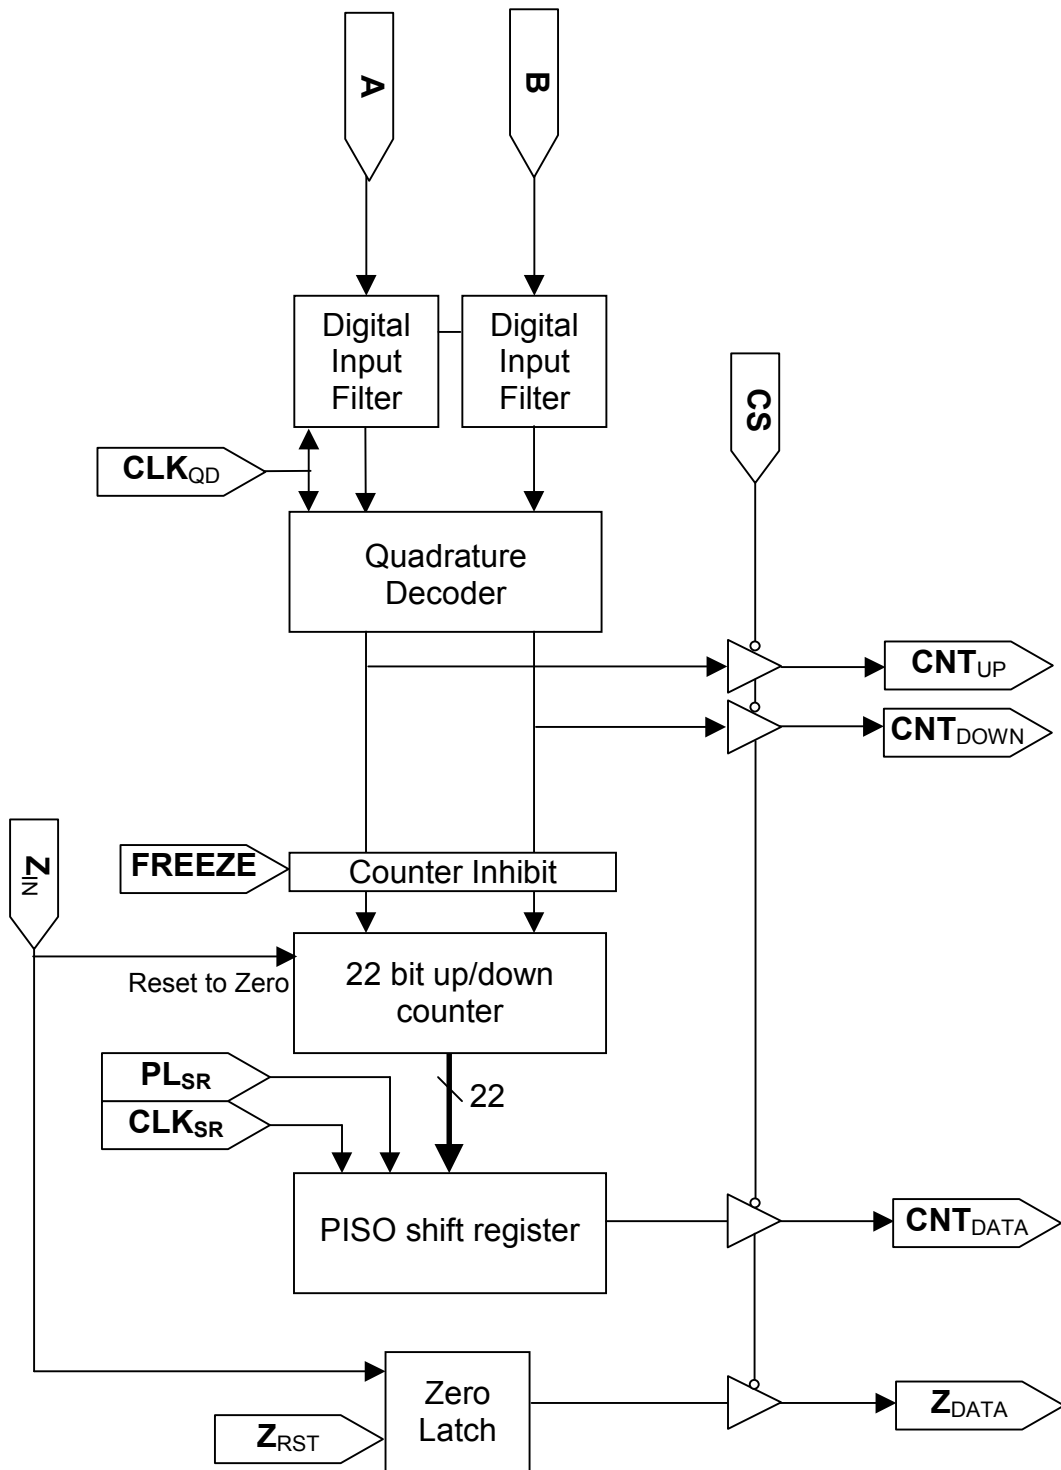 A
B
Digital
Input
Filter
Digital
Input
Filter
CS
CLKQD
Quadrature
Decoder
CNTUP
CNTDOWN
ZIN
FREEZE
Counter Inhibit
Reset to Zero
22 bit up/down
counter
PLSR
22
CLKSR
PISO shift register
CNTDATA
Zero
Latch
ZDATA
ZRST